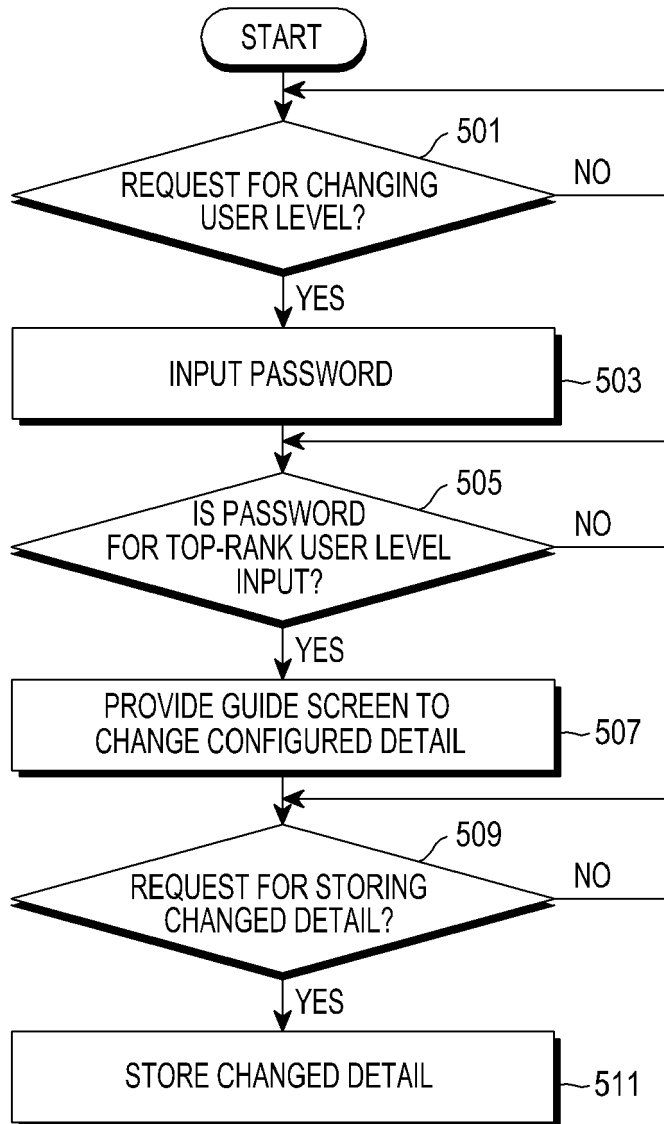 START
501
REQUEST FOR CHANGING
USER LEVEL?
NO
YES
INPUT PASSWORD
503
505
IS PASSWORD
FOR TOP-RANK USER LEVEL
INPUT?
NO
YES
PROVIDE GUIDE SCREEN TO
CHANGE CONFIGURED DETAIL
507
509
REQUEST FOR STORING
CHANGED DETAIL?
NO
YES
STORE CHANGED DETAIL
511